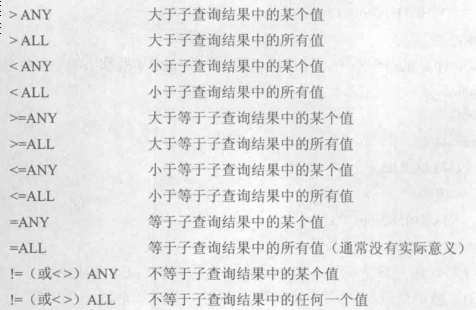 > ANY 大于子查询结果中的某个值
> ALL 大于子查询结果中的所有值
< ANY 小于子查询结果中的某个值
< ALL 小于子查询结果中的所有值
>=ANY 大于等于子查询结果中的某个值
>=ALL 大于等于子查询结果中的所有值
<=ANY 小于等于子查询结果中的某个值
<=ALL 小于等于子查询结果中的所有值
=ANY 等于子查询结果中的某个值
=ALL 等于子查询结果中的所有值（通常没有实际意义）
!=（或<>）ANY 不等于子查询结果中的某个值
!=（或<>）ALL 不等于子查询结果中的任何一个值